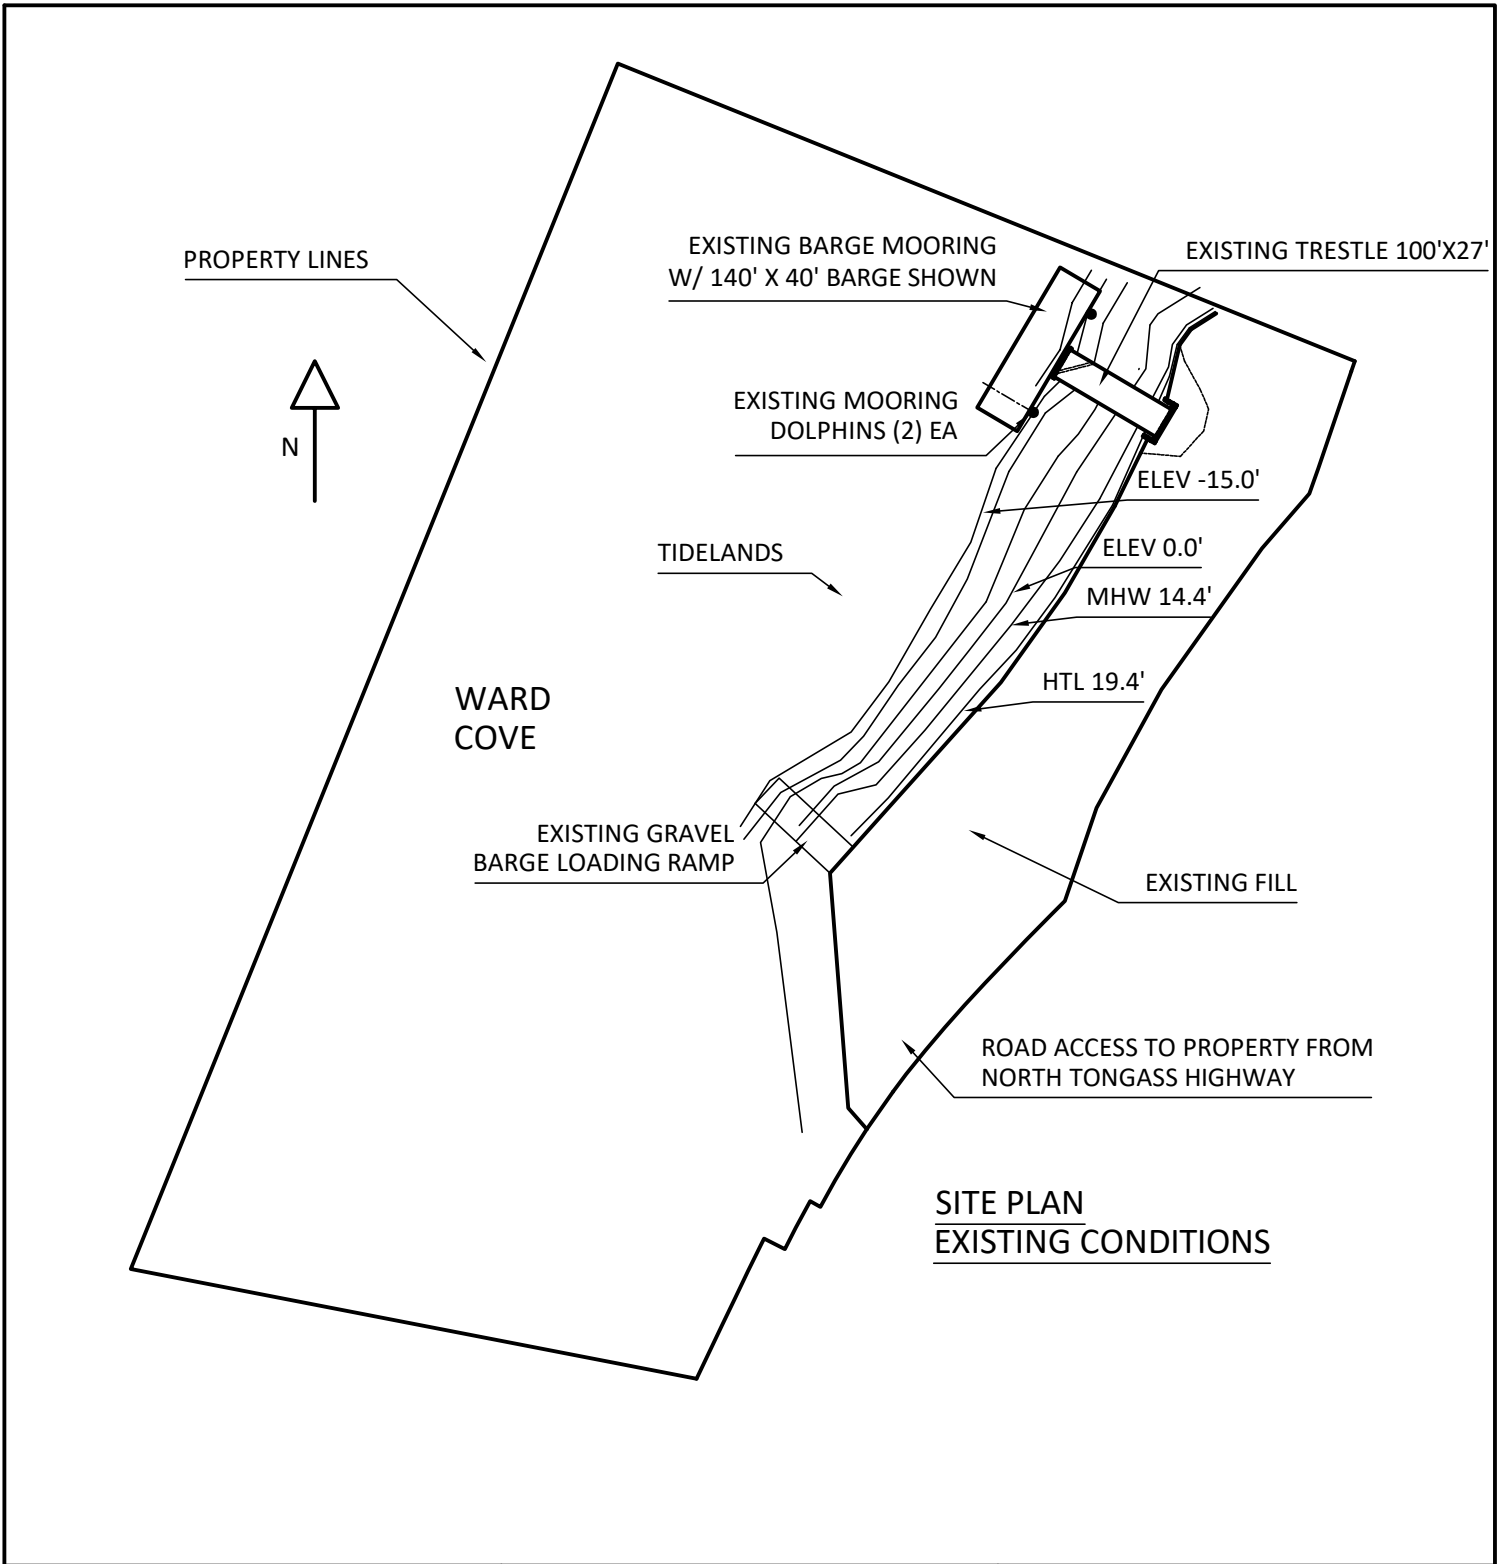 PROPERTY LINES
EXISTING BARGE MOORING
W/ 140' X 40' BARGE SHOWN
EXISTING TRESTLE 100'X27'
N
EXISTING MOORING
DOLPHINS (2) EA
ELEV -15.0'
TIDELANDS
ELEV 0.0'
MHW 14.4'
HTL 19.4'
WARD
COVE
EXISTING GRAVEL
BARGE LOADING RAMP
EXISTING FILL
ROAD ACCESS TO PROPERTY FROM
NORTH TONGASS HIGHWAY
SITE PLAN
EXISTING CONDITIONS